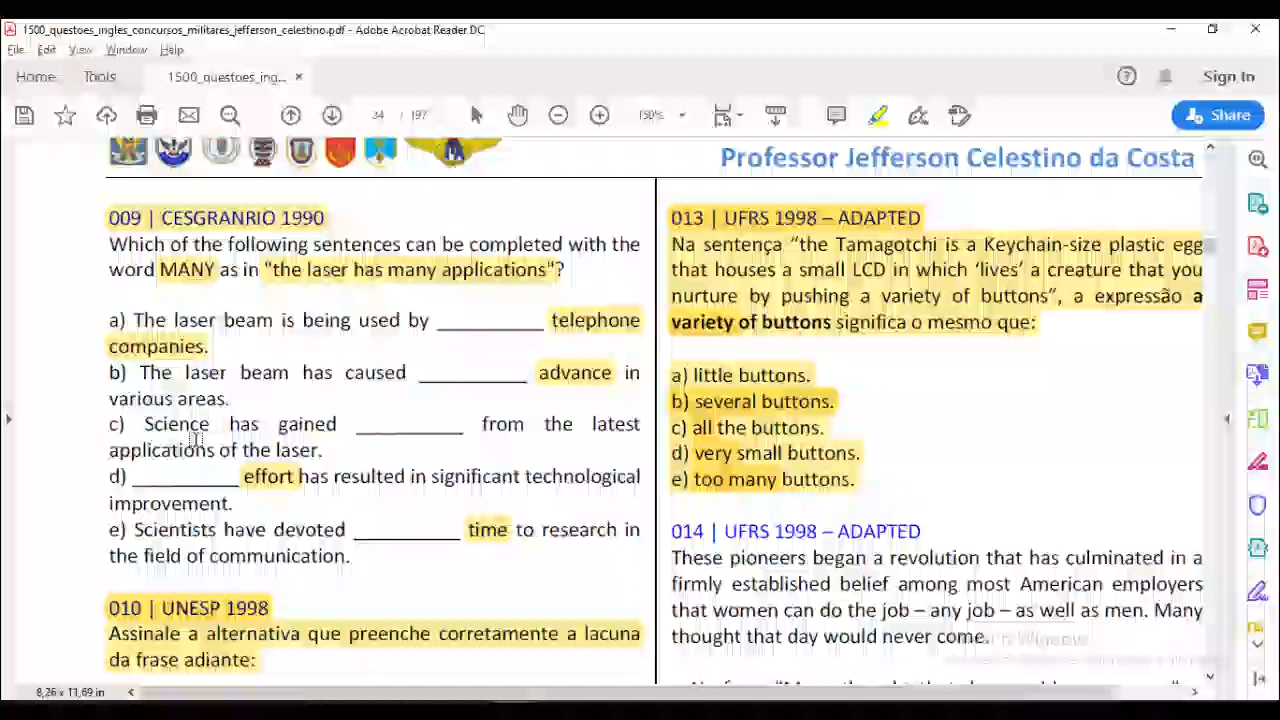 1500_questoes_ingles_concursos_militares_jefferson_celestino.pdf - Adobe Acrobat Reader DC
File Edit View Window Help
Home Tools 1500_questoes_ing... × Sign In
34 / 197 150% Share
Professor Jefferson Celestino da Costa
009 | CESGRANRIO 1990
Which of the following sentences can be completed with the
word MANY as in "the laser has many applications"?
a) The laser beam is being used by __________ telephone
companies.
b) The laser beam has caused __________ advance in
various areas.
c) Science has gained __________ from the latest
applications of the laser.
d) __________ effort has resulted in significant technological
improvement.
e) Scientists have devoted __________ time to research in
the field of communication.
010 | UNESP 1998
Assinale a alternativa que preenche corretamente a lacuna
da frase adiante:
013 | UFRS 1998 – ADAPTED
Na sentença “the Tamagotchi is a Keychain-size plastic egg
that houses a small LCD in which ‘lives’ a creature that you
nurture by pushing a variety of buttons”, a expressão a
variety of buttons significa o mesmo que:
a) little buttons.
b) several buttons.
c) all the buttons.
d) very small buttons.
e) too many buttons.
014 | UFRS 1998 – ADAPTED
These pioneers began a revolution that has culminated in a
firmly established belief among most American employers
that women can do the job – any job – as well as men. Many
thought that day would never come.
8,26 x 11,69 in